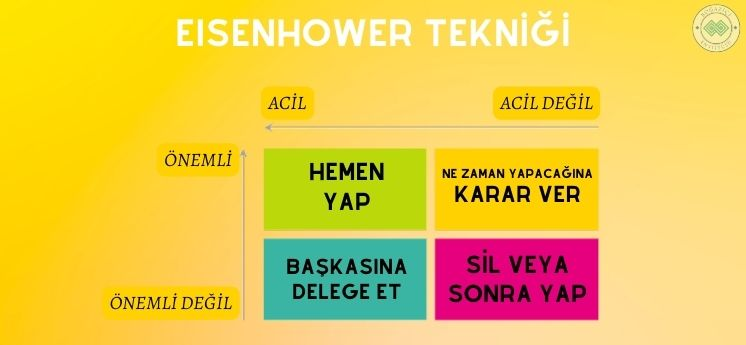 EISENHOWER TEKNİĞİ
ACİL
ACİL DEĞİL
ÖNEMLİ
HEMEN
YAP
NE ZAMAN YAPACAĞINA
KARAR VER
ÖNEMLİ DEĞİL
BAŞKASINA
DELEGE ET
SİL VEYA
SONRA YAP